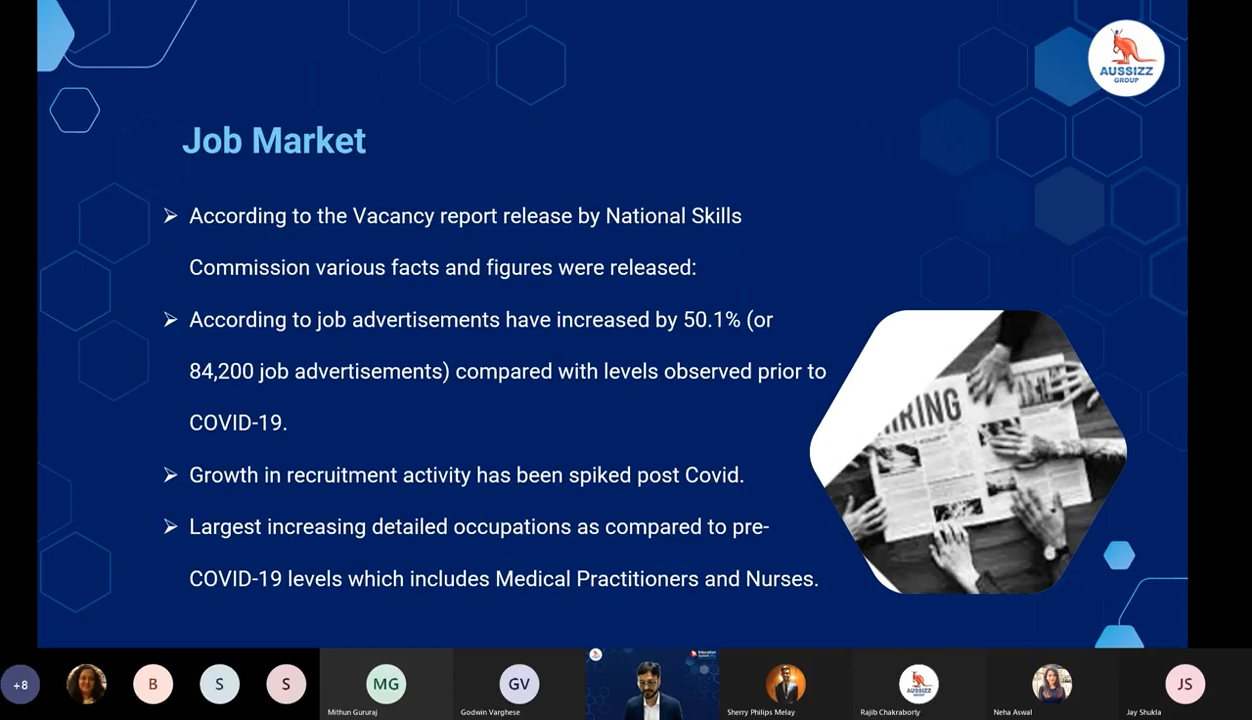 AUSSIZZ
GROUP
Job Market
According to the Vacancy report release by National Skills
Commission various facts and figures were released:
According to job advertisements have increased by 50.1% (or
84,200 job advertisements) compared with levels observed prior to
COVID-19.
Growth in recruitment activity has been spiked post Covid.
Largest increasing detailed occupations as compared to pre-
COVID-19 levels which includes Medical Practitioners and Nurses.
+8
B
S
S
MG
Mithun Gururaj
GV
Godwin Varghese
Sherry Philips Melay
Rajib Chakraborty
Neha Aswal
JS
Jay Shukla